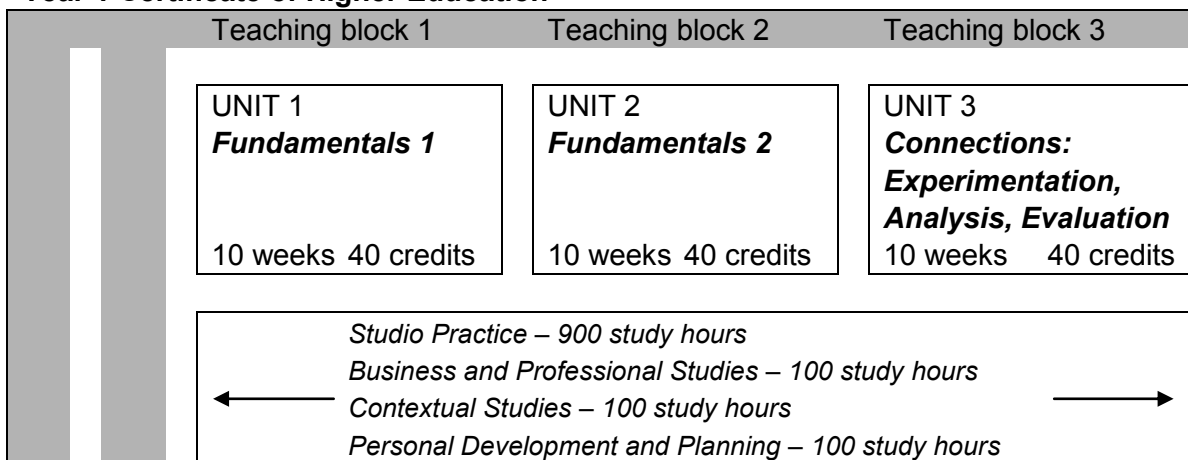 Teaching block 1 Teaching block 2 Teaching block 3
UNIT 1
Fundamentals 1
10 weeks 40 credits
UNIT 2
Fundamentals 2
10 weeks 40 credits
UNIT 3
Connections:
Experimentation,
Analysis, Evaluation
10 weeks 40 credits
Studio Practice – 900 study hours
Business and Professional Studies – 100 study hours
Contextual Studies – 100 study hours
Personal Development and Planning – 100 study hours